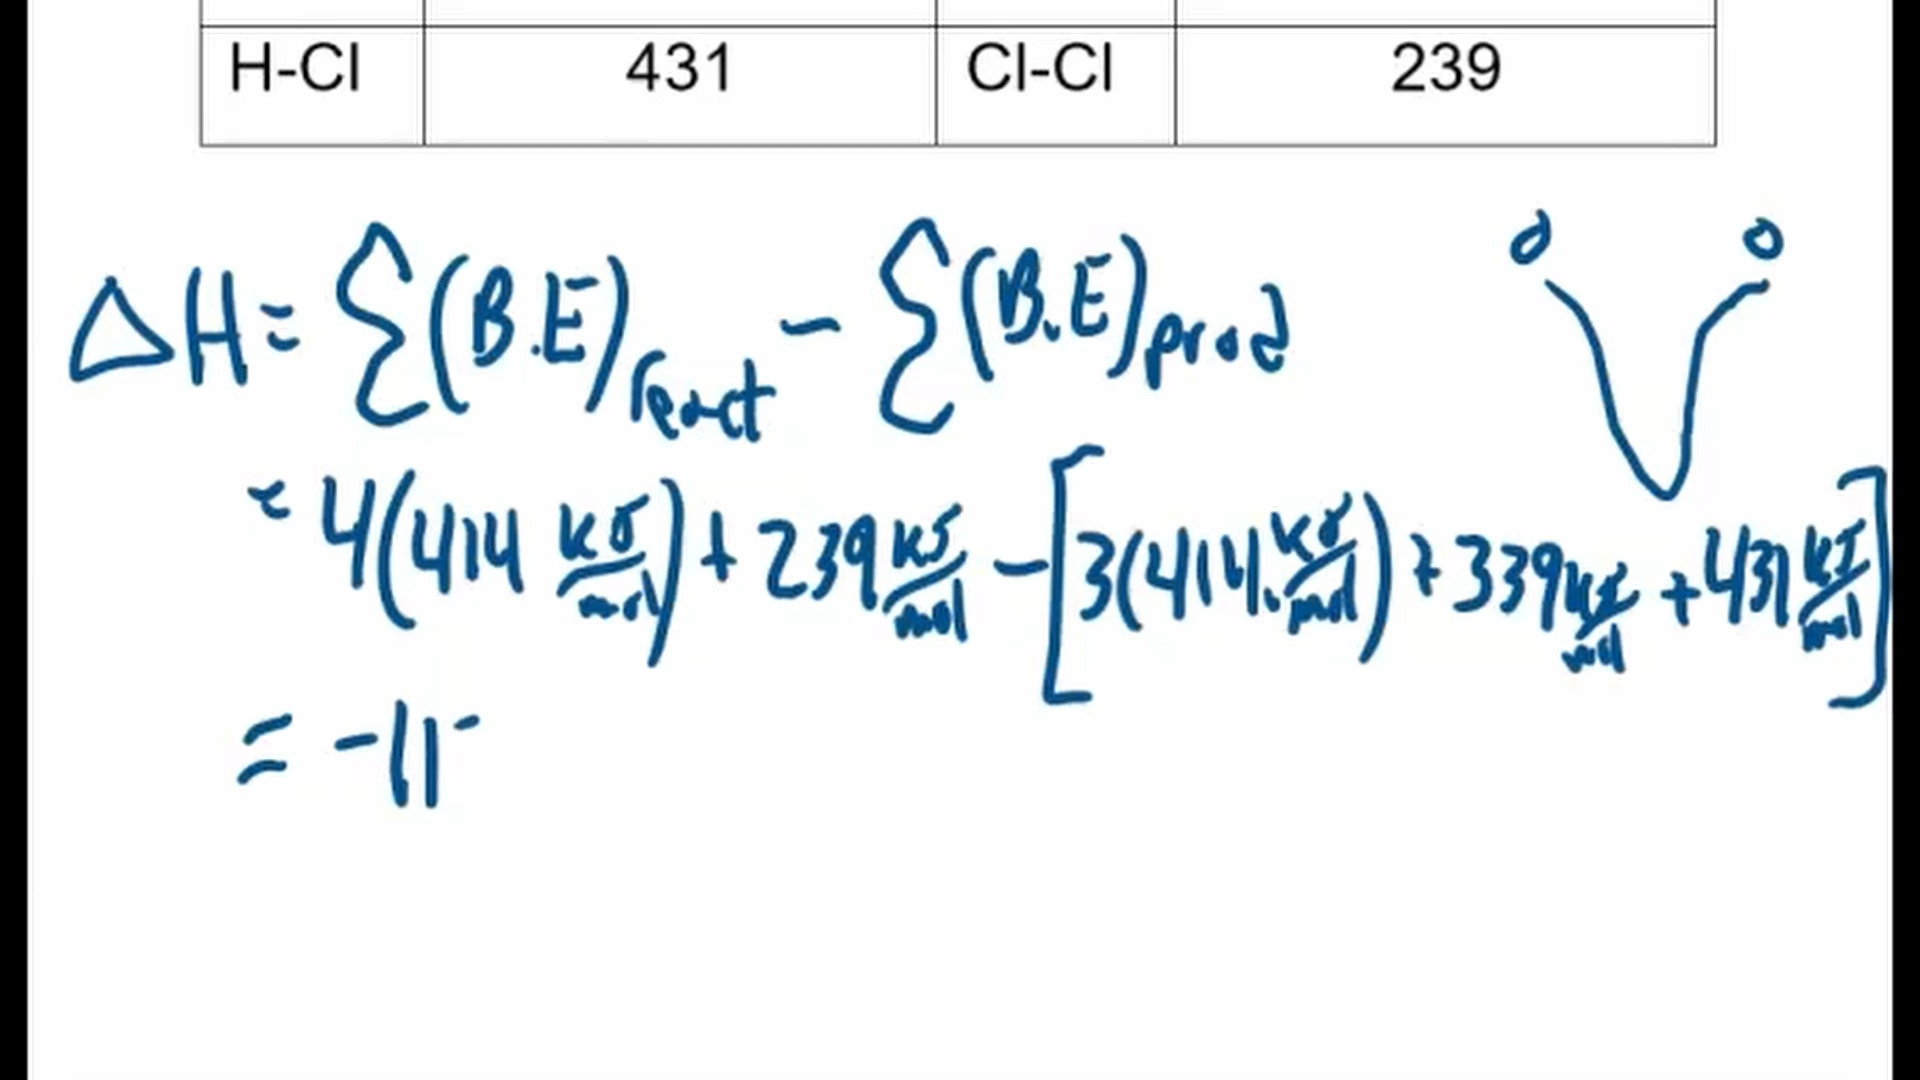 H-Cl 431 Cl-Cl 239
ΔH = Σ(B.E)react - Σ(B.E)prod
= 4(414 kJ/mol) + 239 kJ/mol - [3(414 kJ/mol) + 339 kJ/mol + 431 kJ/mol]
= -11